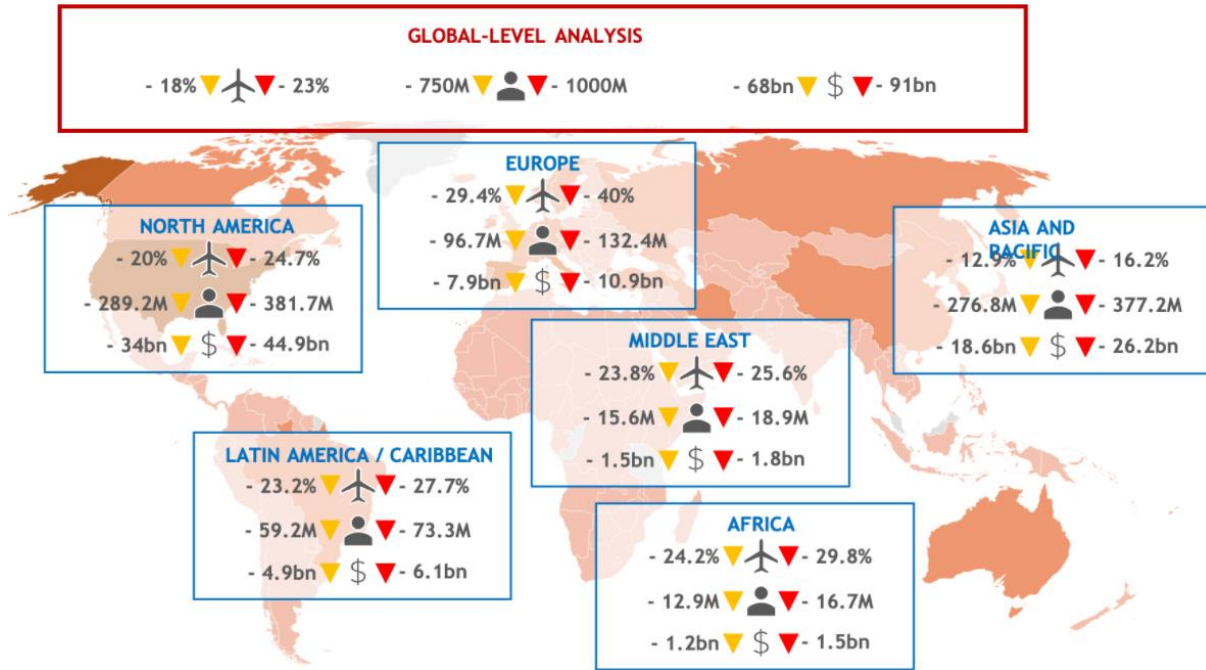 GLOBAL-LEVEL ANALYSIS
- 18% - 23%
- 750M - 1000M
- 68bn $ - 91bn
EUROPE
- 29.4% - 40%
- 96.7M - 132.4M
- 7.9bn $ - 10.9bn
NORTH AMERICA
- 20% - 24.7%
- 289.2M - 381.7M
- 34bn $ - 44.9bn
ASIA AND
PACIFIC
- 12.9% - 16.2%
- 276.8M - 377.2M
- 18.6bn $ - 26.2bn
MIDDLE EAST
- 23.8% - 25.6%
- 15.6M - 18.9M
- 1.5bn $ - 1.8bn
LATIN AMERICA / CARIBBEAN
- 23.2% - 27.7%
- 59.2M - 73.3M
- 4.9bn $ - 6.1bn
AFRICA
- 24.2% - 29.8%
- 12.9M - 16.7M
- 1.2bn $ - 1.5bn